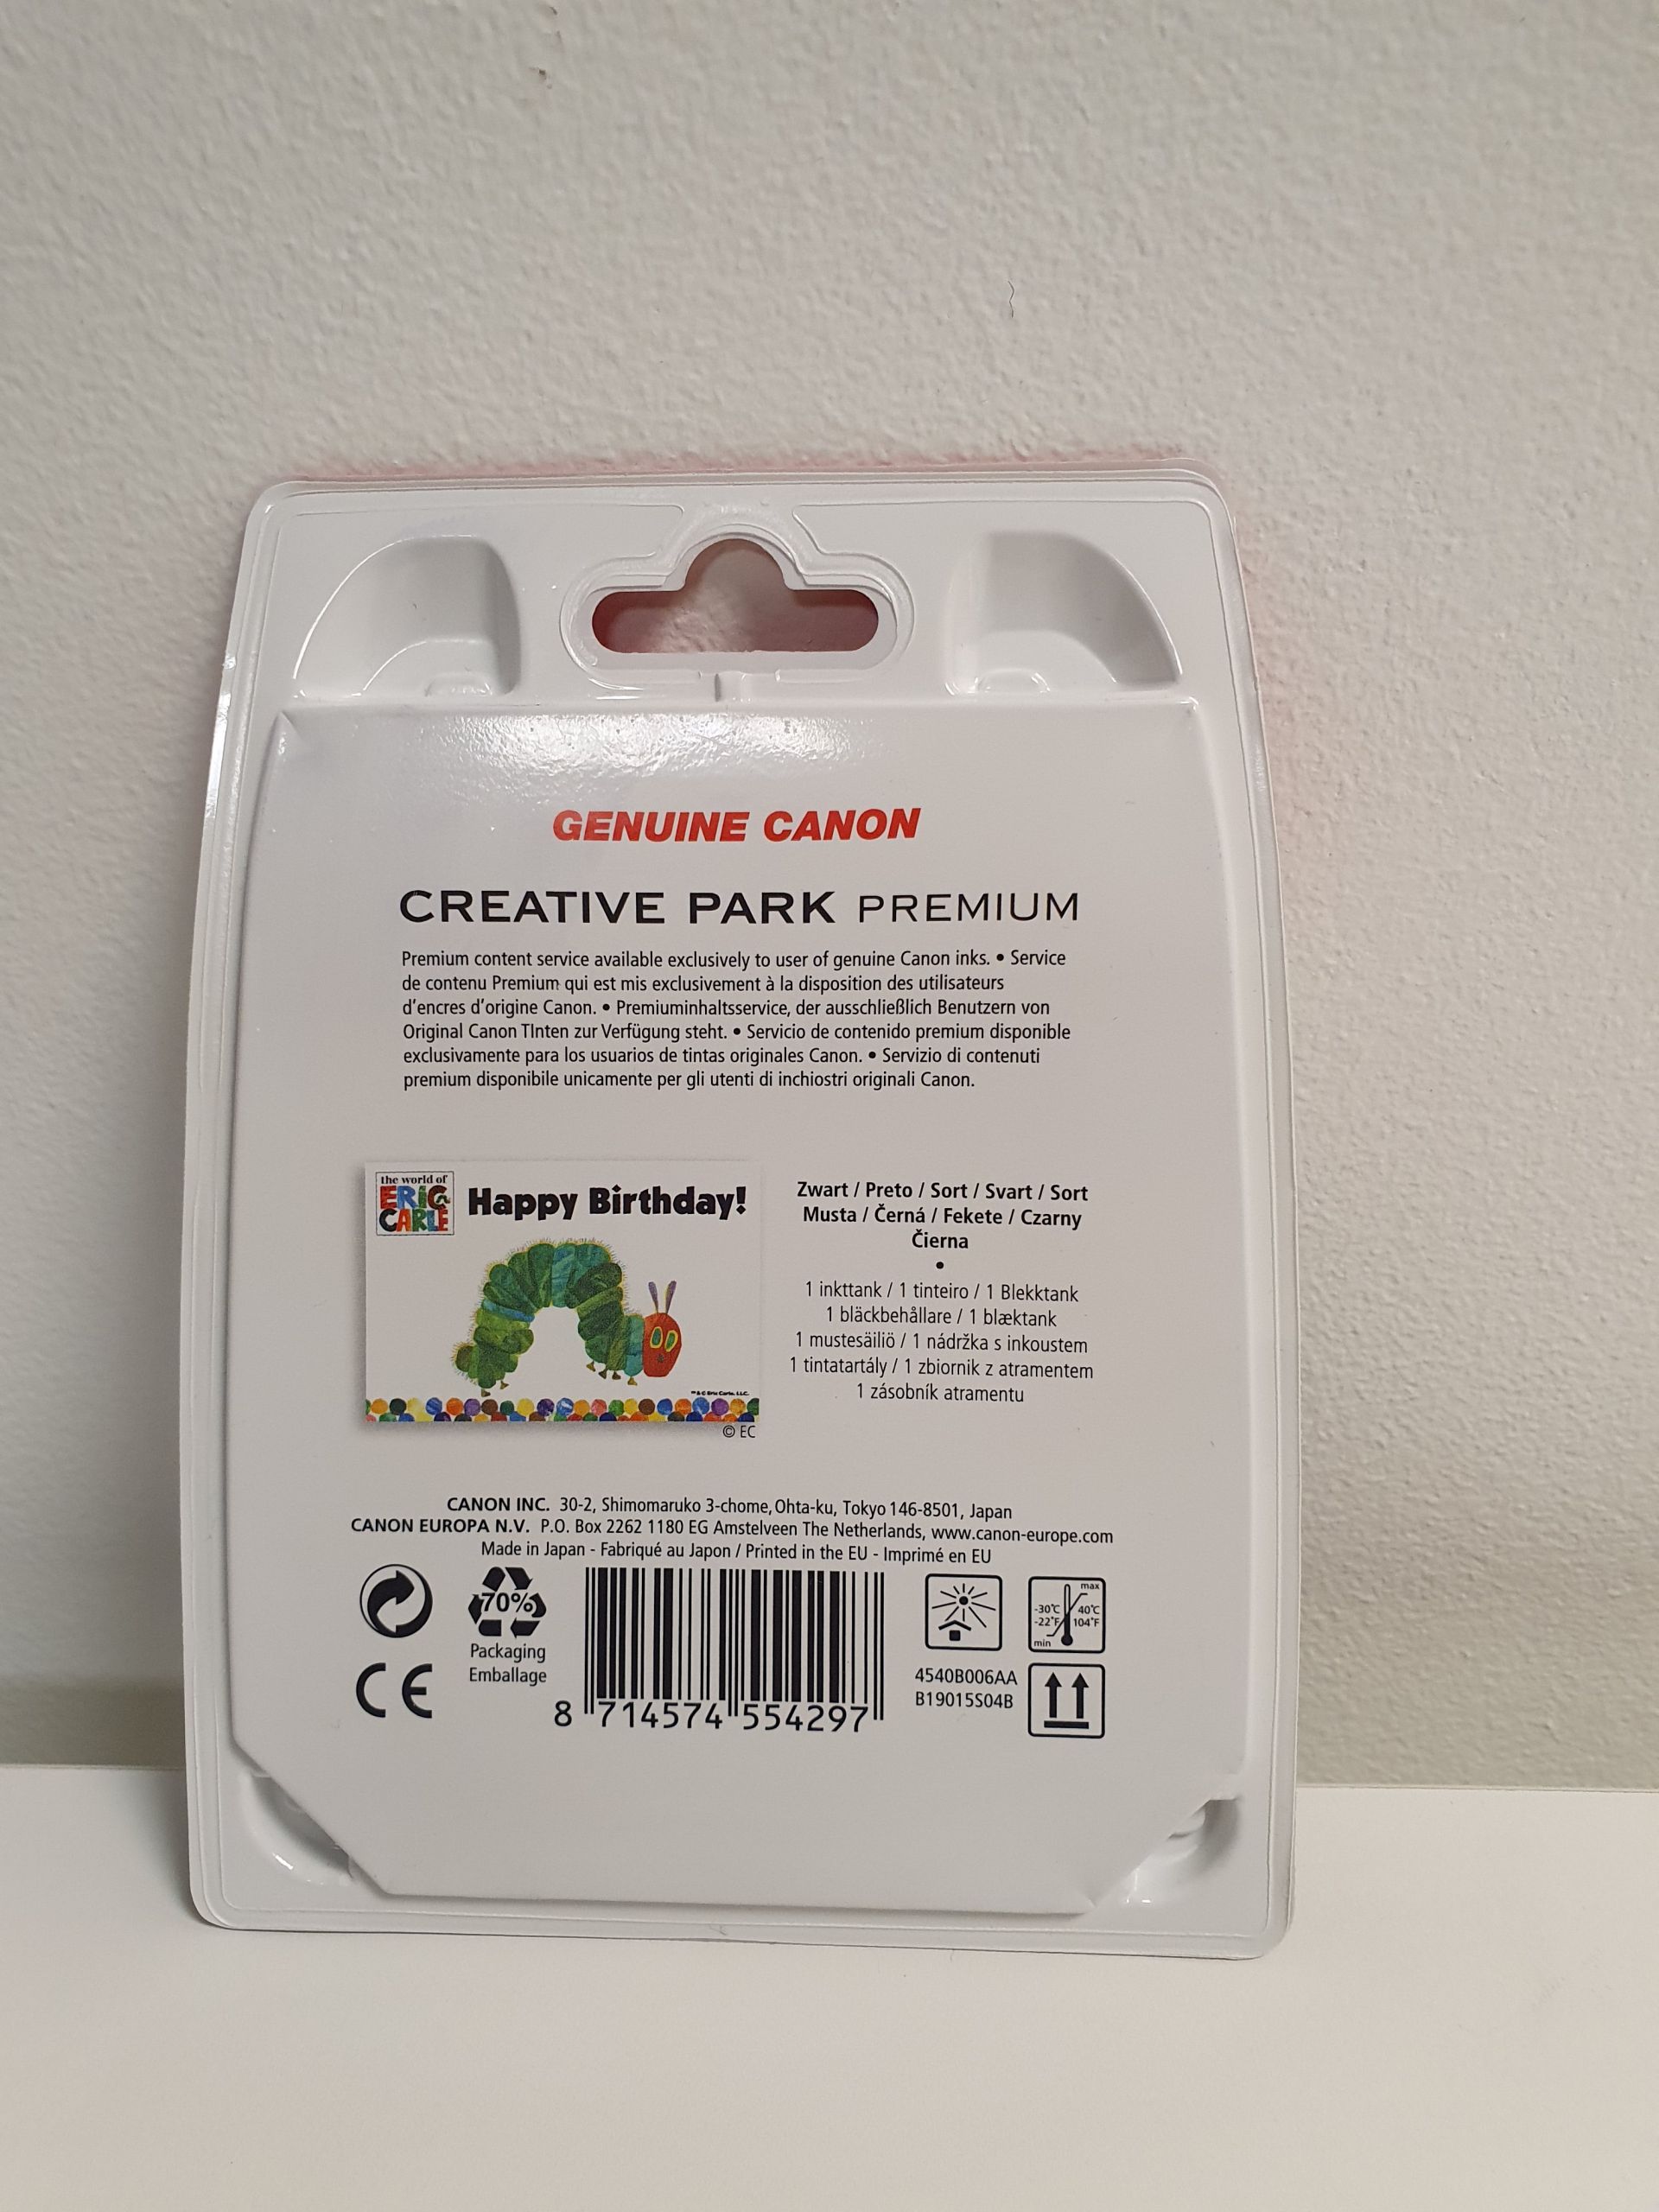 GENUINE CANON
CREATIVE PARK PREMIUM
Premium content service available exclusively to user of genuine Canon inks. • Service
de contenu Premium qui est mis exclusivement à la disposition des utilisateurs
d'encres d'origine Canon. • Premiuminhaltsservice, der ausschließlich Benutzern von
Original Canon TInten zur Verfügung steht. • Servicio de contenido premium disponible
exclusivamente para los usuarios de tintas originales Canon. • Servizio di contenuti
premium disponibile unicamente per gli utenti di inchiostri originali Canon.
the world of
ERIC
CARLE
Happy Birthday!
™ & © Eric Carle LLC.
© EC
Zwart / Preto / Sort / Svart / Sort
Musta / Černá / Fekete / Czarny
Čierna
•
1 inkttank / 1 tinteiro / 1 Blekktank
1 bläckbehållare / 1 blæktank
1 mustesäiliö / 1 nádržka s inkoustem
1 tintatartály / 1 zbiornik z atramentem
1 zásobník atramentu
CANON INC. 30-2, Shimomaruko 3-chome, Ohta-ku, Tokyo 146-8501, Japan
CANON EUROPA N.V. P.O. Box 2262 1180 EG Amstelveen The Netherlands, www.canon-europe.com
Made in Japan - Fabriqué au Japon / Printed in the EU - Imprimé en EU
70%
Packaging
Emballage
CE
8 714574 554297
max
-30°C 40°C
-22°F 104°F
min
4540B006AA
B19015S04B